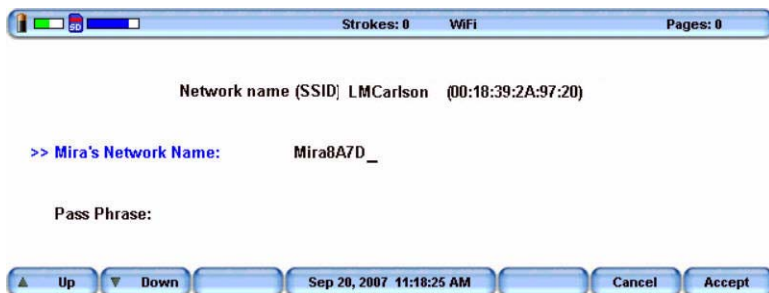 SD Strokes: 0 WiFi Pages: 0
Network name (SSID) LMCarlson (00:18:39:2A:97:20)
>> Mira's Network Name: Mira8A7D_
Pass Phrase:
Up Down Sep 20, 2007 11:18:25 AM Cancel Accept